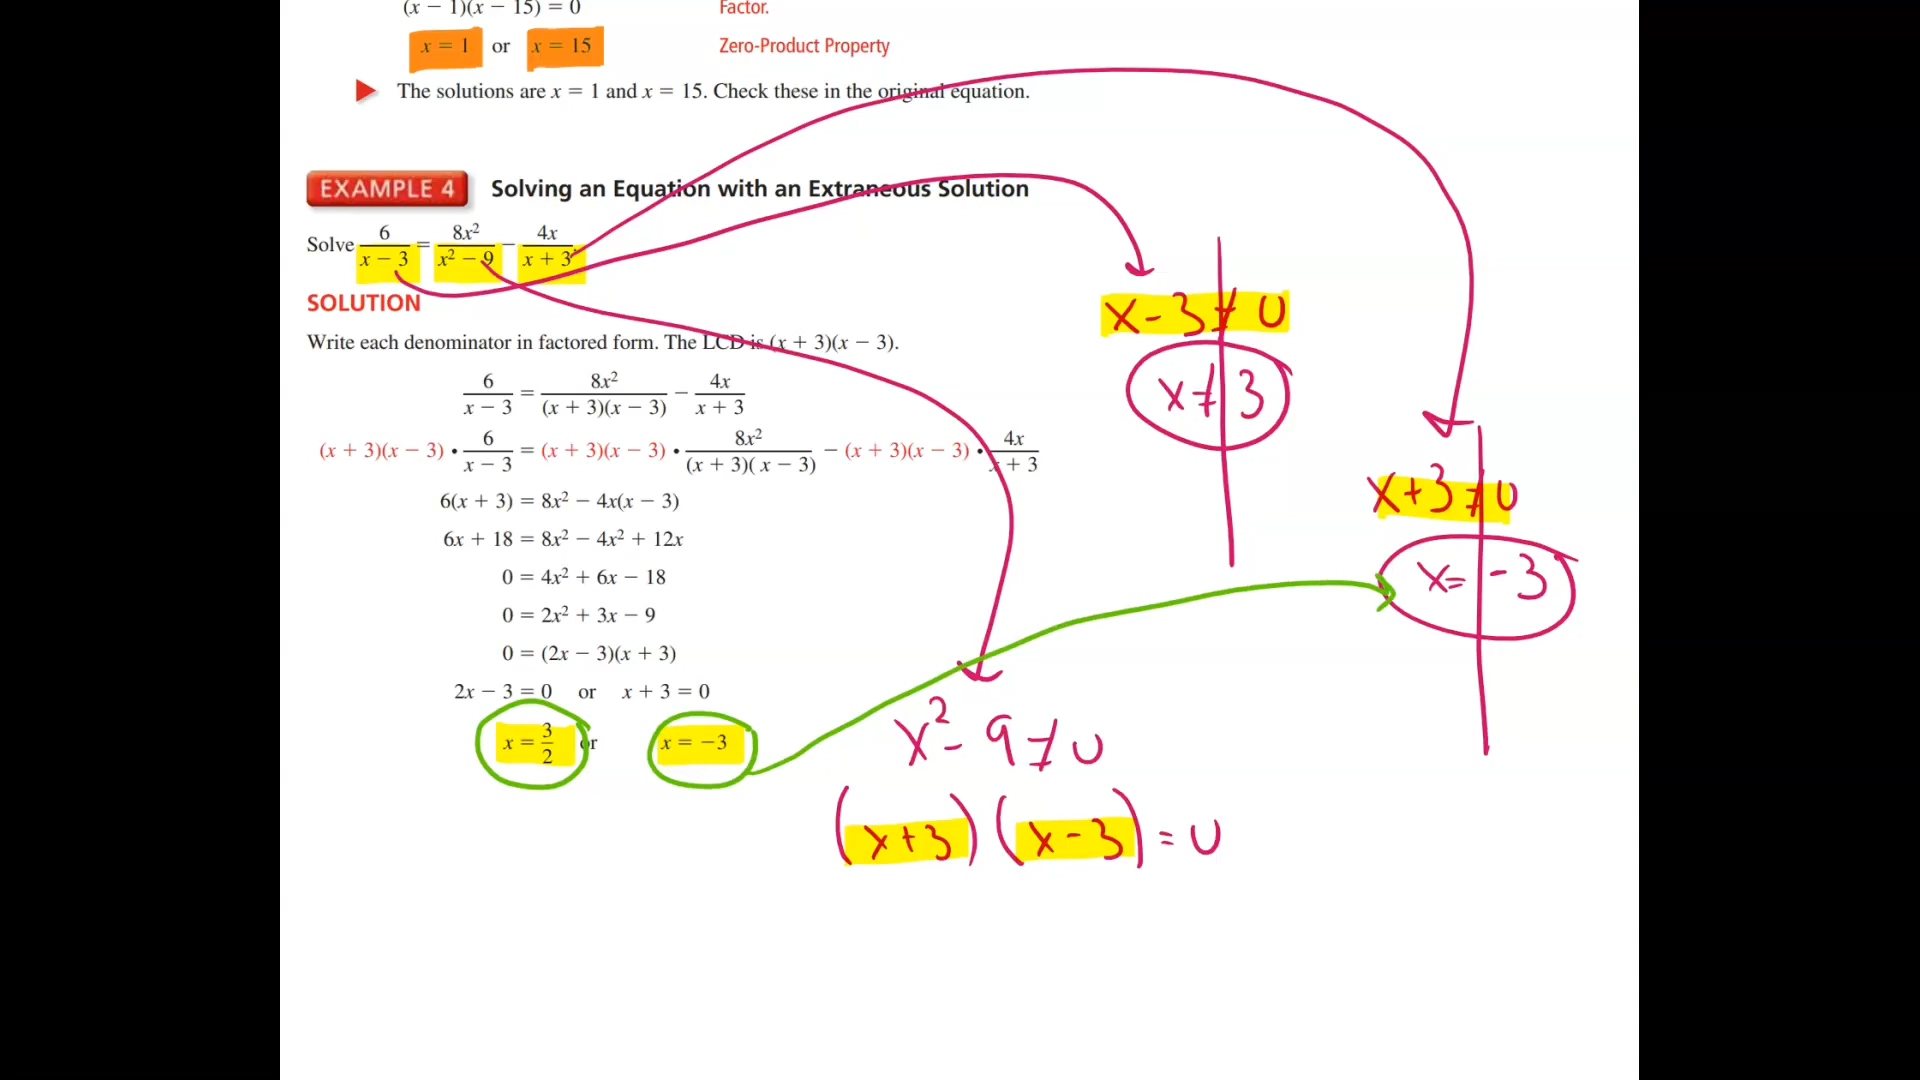 (x − 1)(x − 15) = 0 Factor.
x = 1 or x = 15 Zero-Product Property
The solutions are x = 1 and x = 15. Check these in the original equation.
EXAMPLE 4 Solving an Equation with an Extraneous Solution
Solve 6/(x − 3) = 8x²/(x² − 9) − 4x/(x + 3).
SOLUTION
Write each denominator in factored form. The LCD is (x + 3)(x − 3).
6/(x − 3) = 8x²/((x + 3)(x − 3)) − 4x/(x + 3)
(x + 3)(x − 3) • 6/(x − 3) = (x + 3)(x − 3) • 8x²/((x + 3)(x − 3)) − (x + 3)(x − 3) • 4x/(x + 3)
6(x + 3) = 8x² − 4x(x − 3)
6x + 18 = 8x² − 4x² + 12x
0 = 4x² + 6x − 18
0 = 2x² + 3x − 9
0 = (2x − 3)(x + 3)
2x − 3 = 0 or x + 3 = 0
x = 3/2 or x = −3
x - 3 ≠ 0
x ≠ 3
x + 3 ≠ 0
x = -3
x² - 9 ≠ 0
(x+3)(x-3) = 0